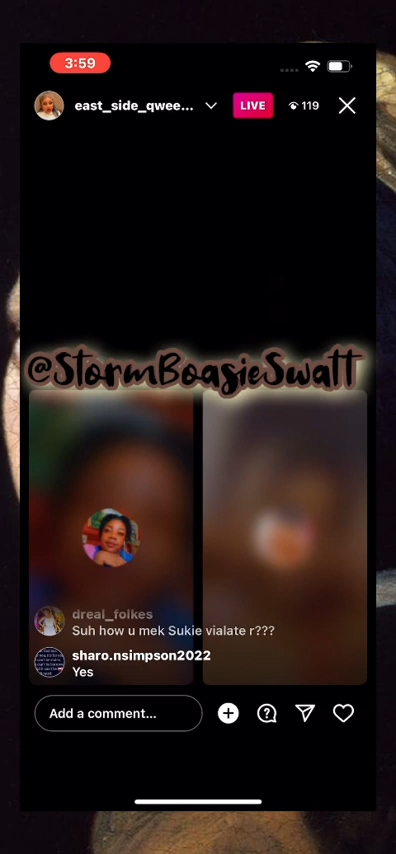 3:59
east_side_qwee...
LIVE
119
@StormBoasieSwatt
dreal_folkes
Suh how u mek Sukie vialate r???
sharo.nsimpson2022
Yes
Add a comment...